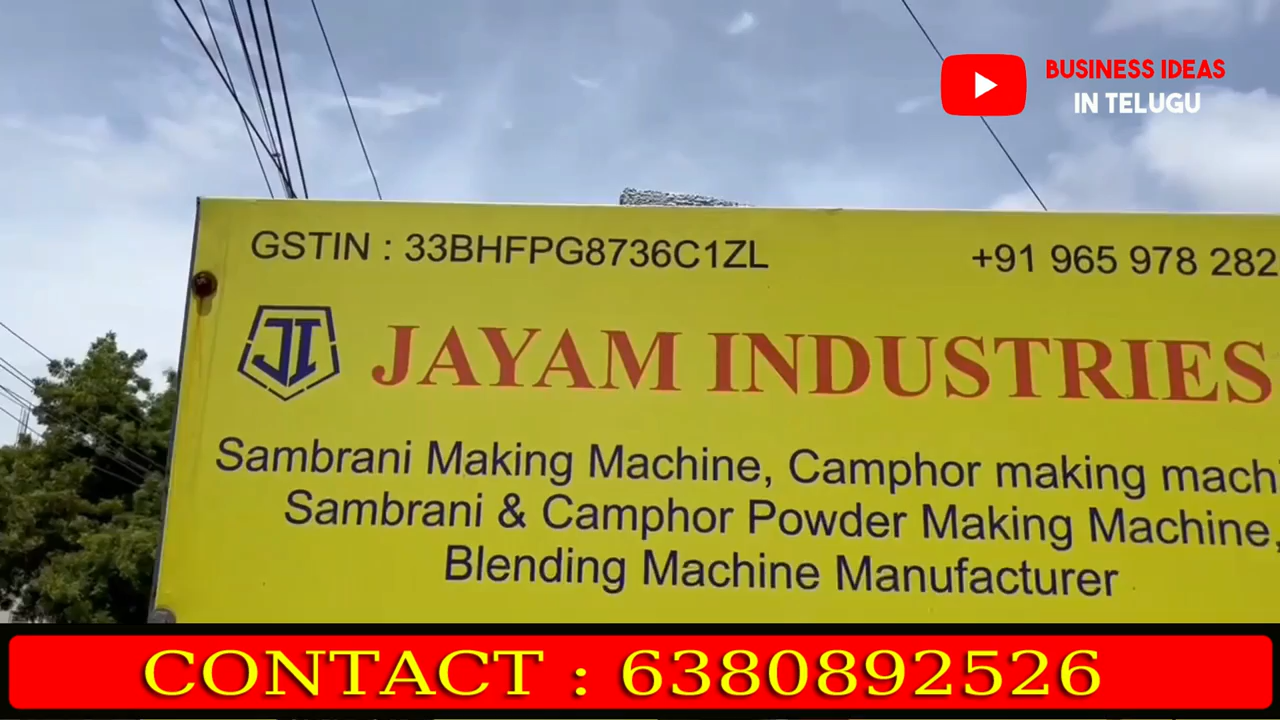 BUSINESS IDEAS
IN TELUGU
GSTIN : 33BHFPG8736C1ZL +91 965 978 282
JI JAYAM INDUSTRIES
Sambrani Making Machine, Camphor making machi
Sambrani & Camphor Powder Making Machine,
Blending Machine Manufacturer
CONTACT : 6380892526